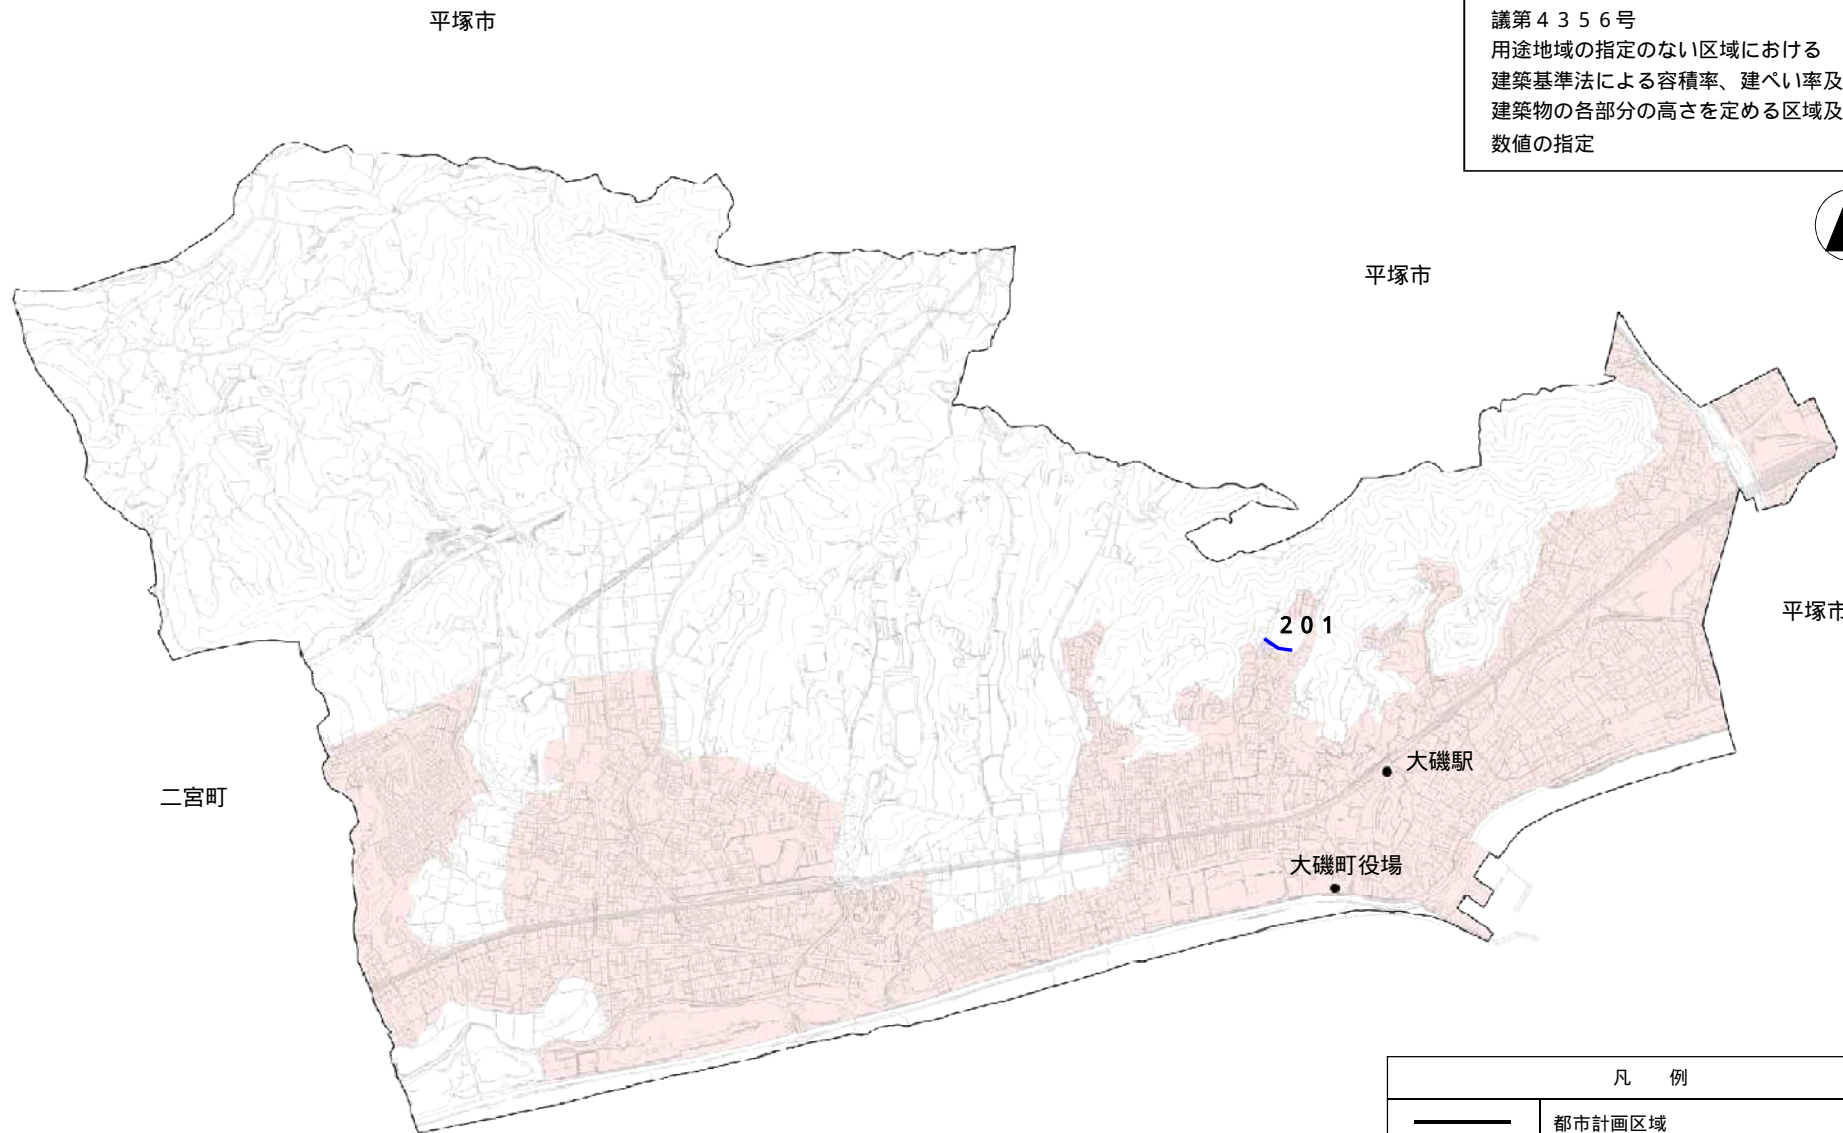 平塚市
議第４３５６号
用途地域の指定のない区域における
建築基準法による容積率、建ぺい率及
建築物の各部分の高さを定める区域及
数値の指定
平塚市
２０１
平塚市
大磯駅
二宮町
大磯町役場
凡　例
都市計画区域